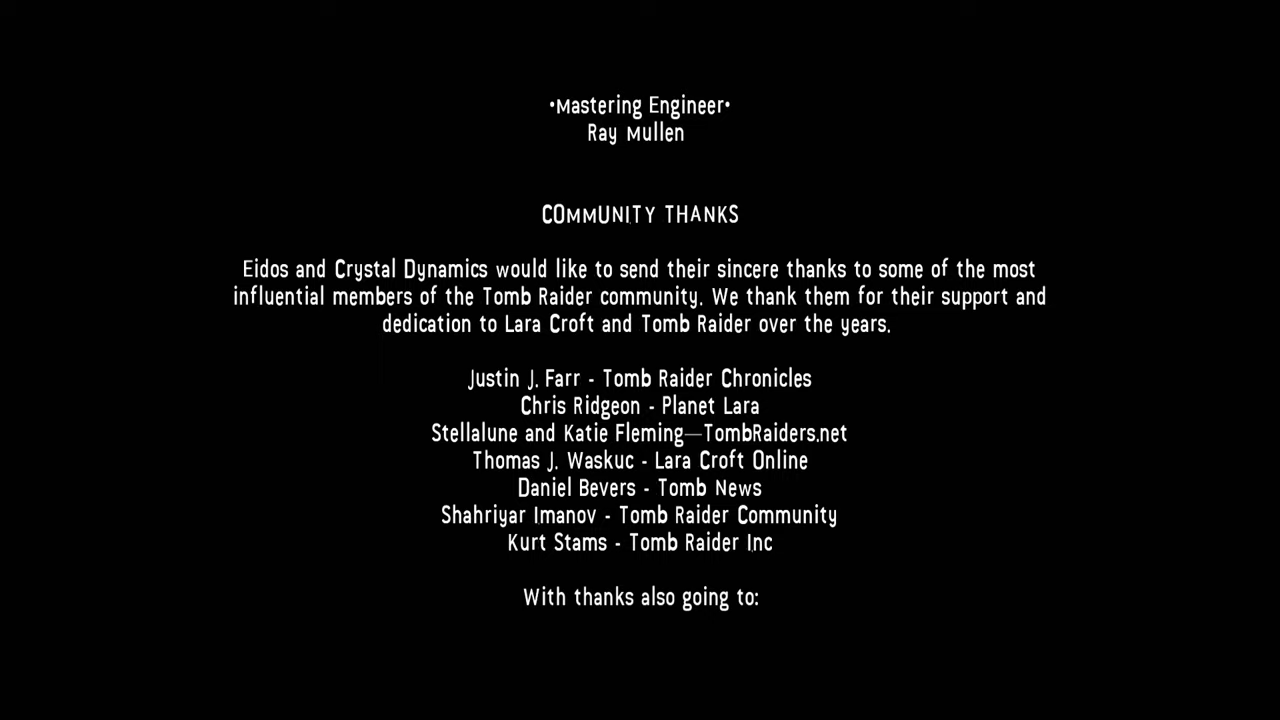 •Mastering Engineer•
Ray Mullen
COMMUNITY THANKS
Eidos and Crystal Dynamics would like to send their sincere thanks to some of the most
influential members of the Tomb Raider community. We thank them for their support and
dedication to Lara Croft and Tomb Raider over the years.
Justin J. Farr - Tomb Raider Chronicles
Chris Ridgeon - Planet Lara
Stellalune and Katie Fleming—TombRaiders.net
Thomas J. Waskuc - Lara Croft Online
Daniel Bevers - Tomb News
Shahriyar Imanov - Tomb Raider Community
Kurt Stams - Tomb Raider Inc
With thanks also going to: